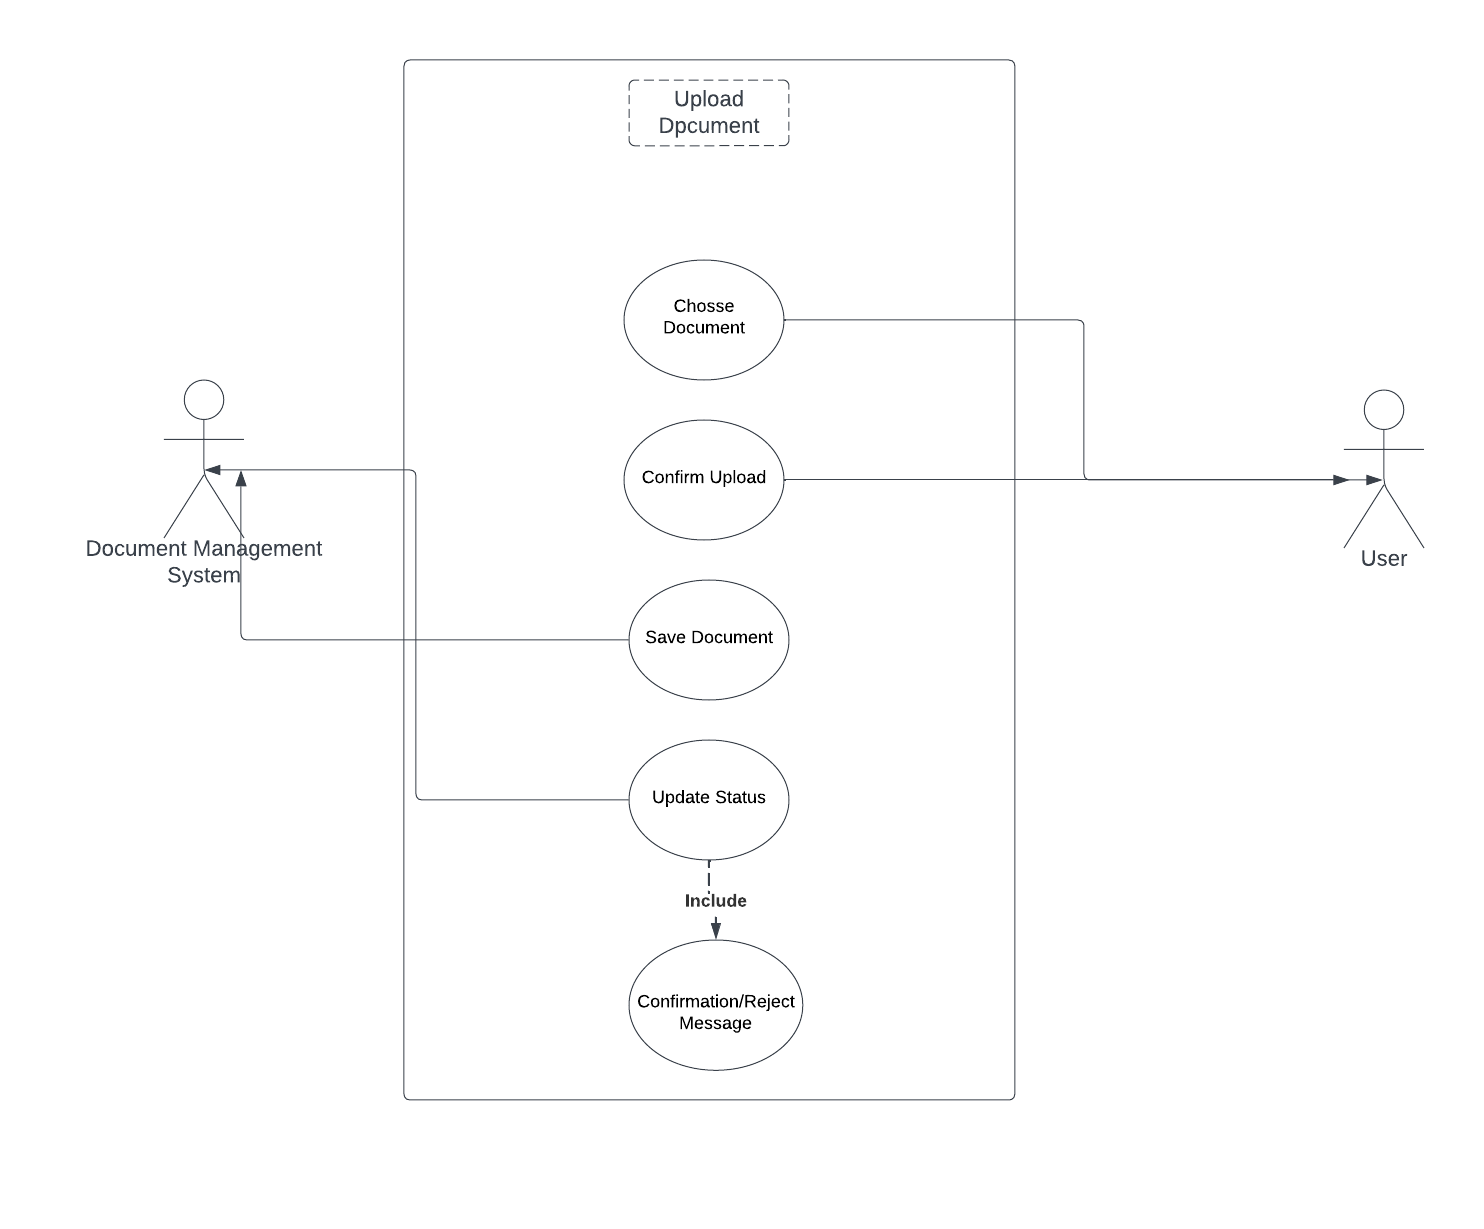 Upload
Dpcument
Chosse
Document
Confirm Upload
Document Management
System
User
Save Document
Update Status
Include
Confirmation/Reject
Message